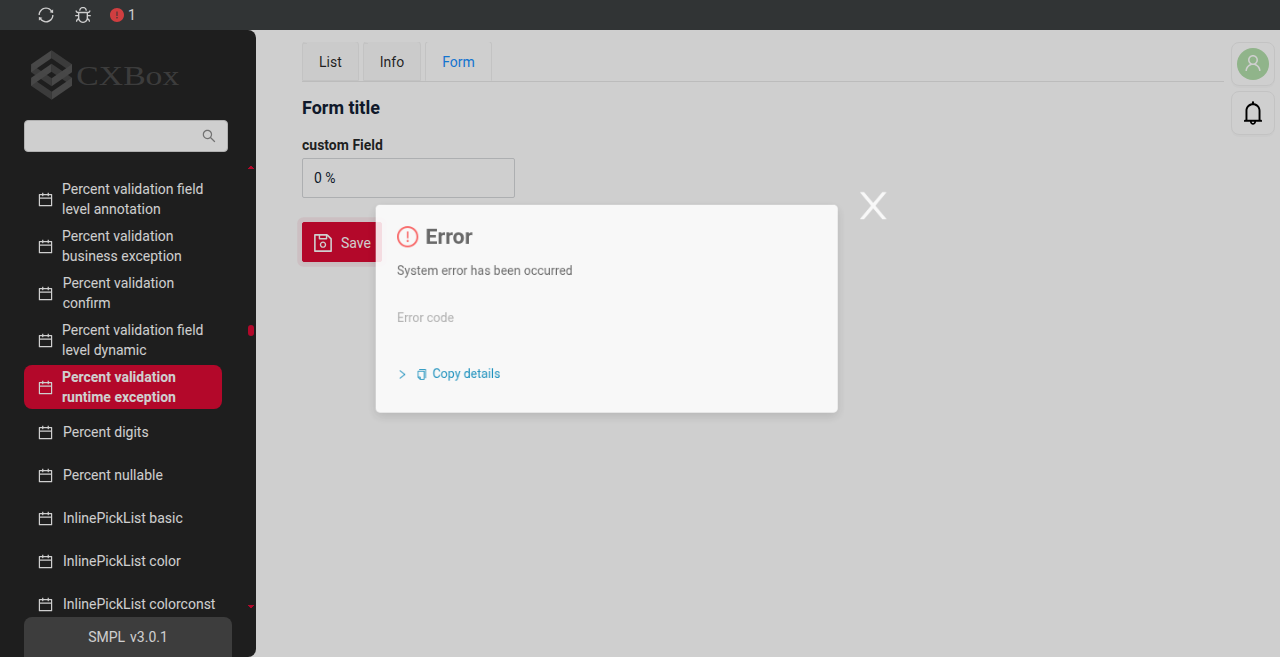 1
CXBox
List
Info
Form
Form title
custom Field
0 %
Save
Error
System error has been occurred
Error code
Copy details
Percent validation field
level annotation
Percent validation
business exception
Percent validation
confirm
Percent validation field
level dynamic
Percent validation
runtime exception
Percent digits
Percent nullable
InlinePickList basic
InlinePickList color
InlinePickList colorconst
SMPL v3.0.1